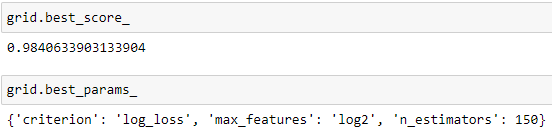 grid.best_score_
0.9840633903133904
grid.best_params_
{'criterion': 'log_loss', 'max_features': 'log2', 'n_estimators': 150}